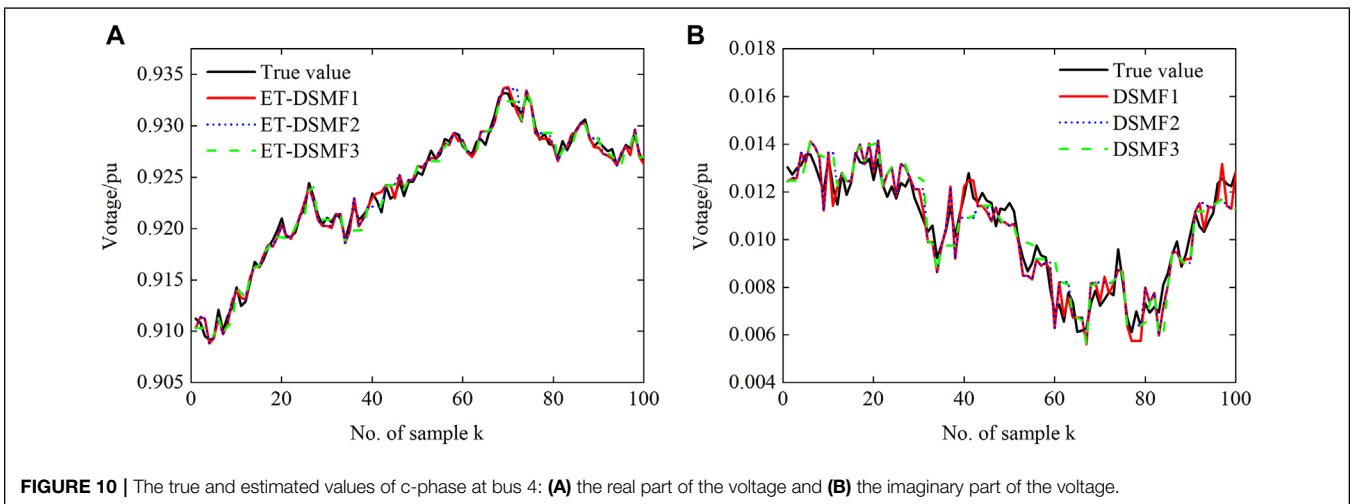 A
0.935
0.930
0.925
0.920
0.915
0.910
0.905
Votage/pu
True value
ET-DSMF1
ET-DSMF2
ET-DSMF3
0 20 40 60 80 100
No. of sample k
B
0.018
0.016
0.014
0.012
0.010
0.008
0.006
0.004
Votage/pu
True value
DSMF1
DSMF2
DSMF3
0 20 40 60 80 100
No. of sample k
FIGURE 10 | The true and estimated values of c-phase at bus 4: (A) the real part of the voltage and (B) the imaginary part of the voltage.